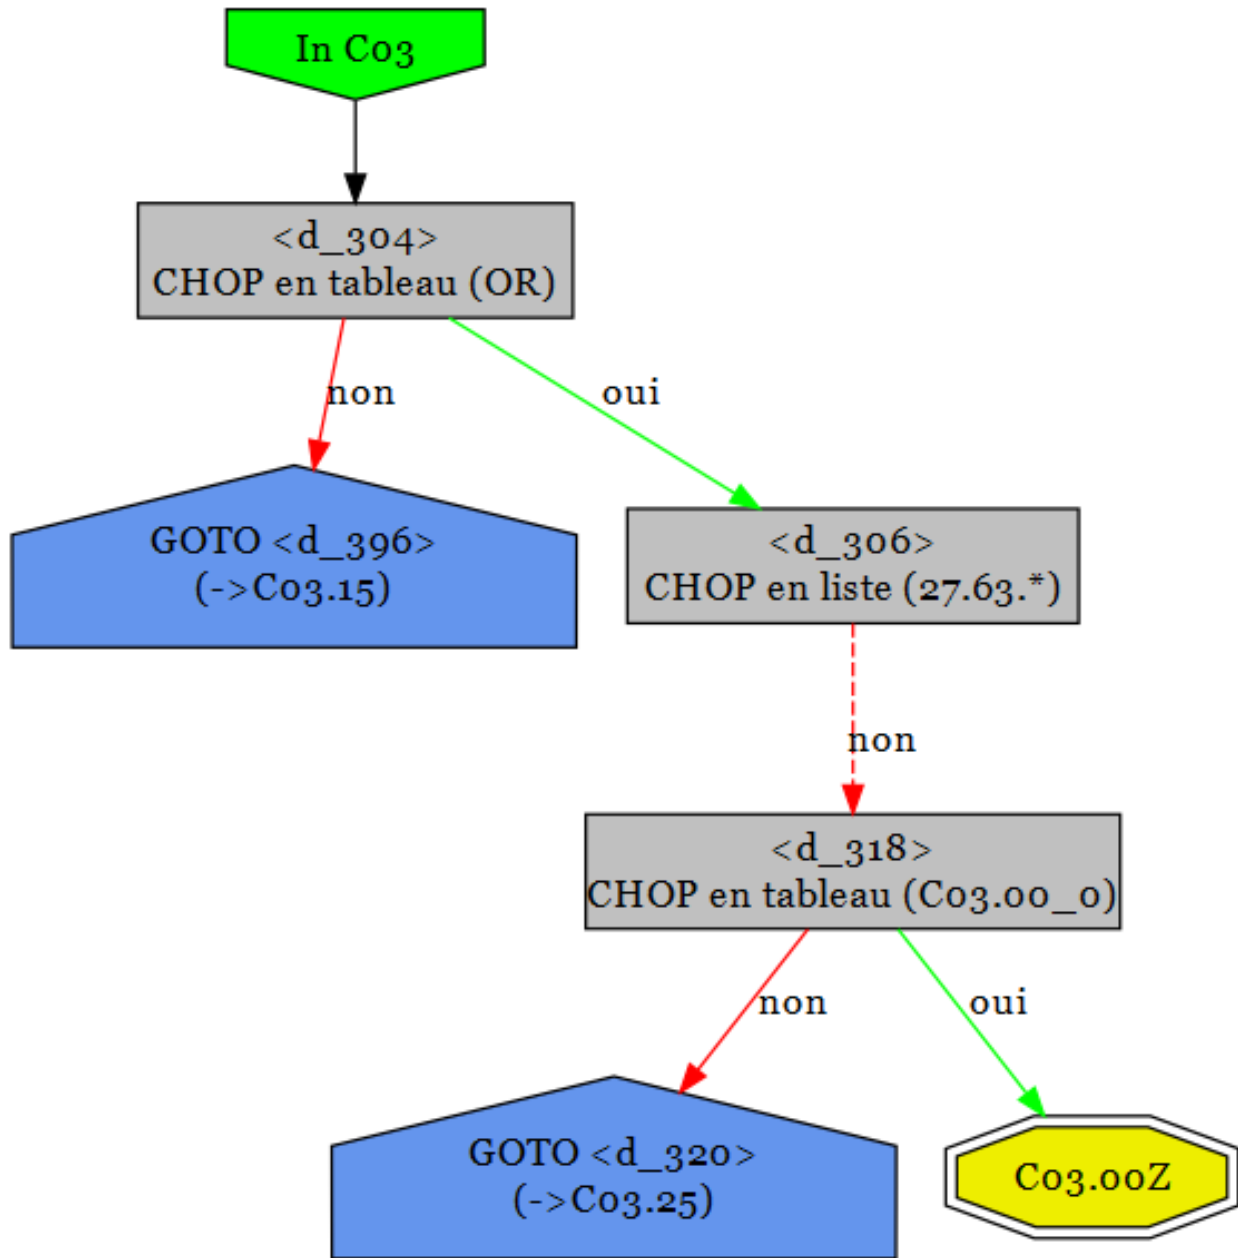 In C03
<d_304>
CHOP en tableau (OR)
non
oui
GOTO <d_396>
(->C03.15)
<d_306>
CHOP en liste (27.63.*)
non
<d_318>
CHOP en tableau (C03.00_0)
non
oui
GOTO <d_320>
(->C03.25)
C03.00Z